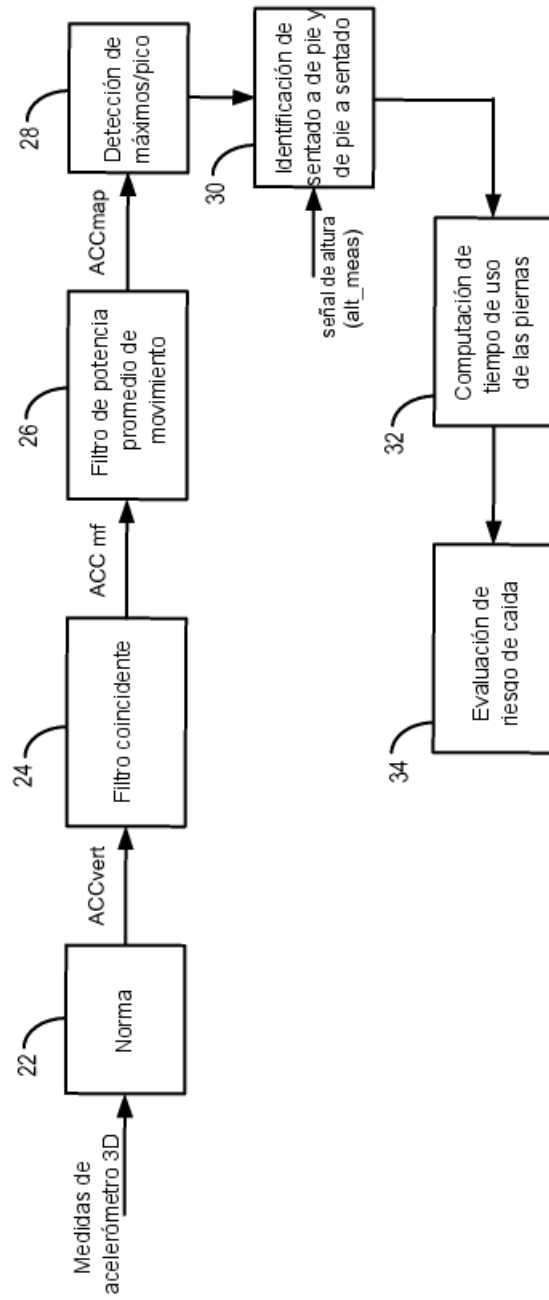 Medidas de
acelerómetro 3D
22
Norma
ACCvert
24
Filtro coincidente
ACC mf
26
Filtro de potencia
promedio de
movimiento
ACCmap
28
Detección de
máximos/pico
30
Identificación de
sentado a de pie y
de pie a sentado
señal de altura
(alt_meas)
32
Computación de
tiempo de uso
de las piernas
34
Evaluación de
riesgo de caida